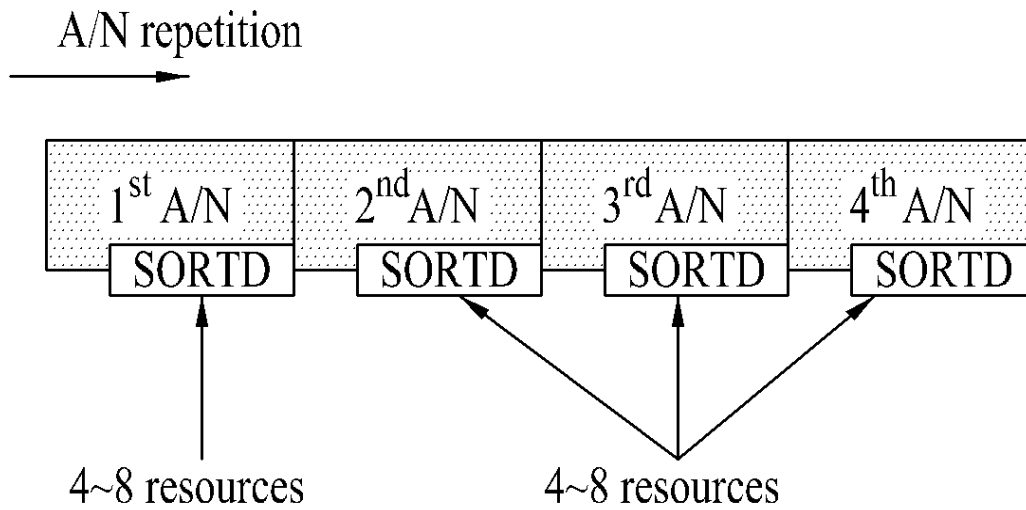 A/N repetition
1st A/N 2nd A/N 3rd A/N 4th A/N
SORTD SORTD SORTD SORTD
4~8 resources 4~8 resources